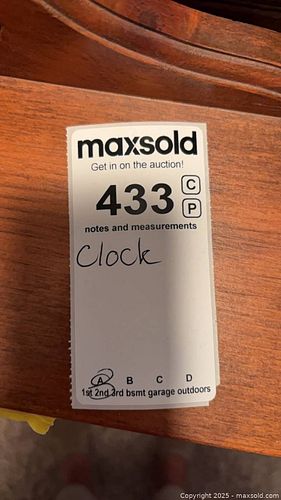 maxsold
Get in on the auction!
433 C
P
notes and measurements
Clock
A B C D
1st 2nd 3rd bsmt garage outdoors
Copyright 2025 - maxsold.com